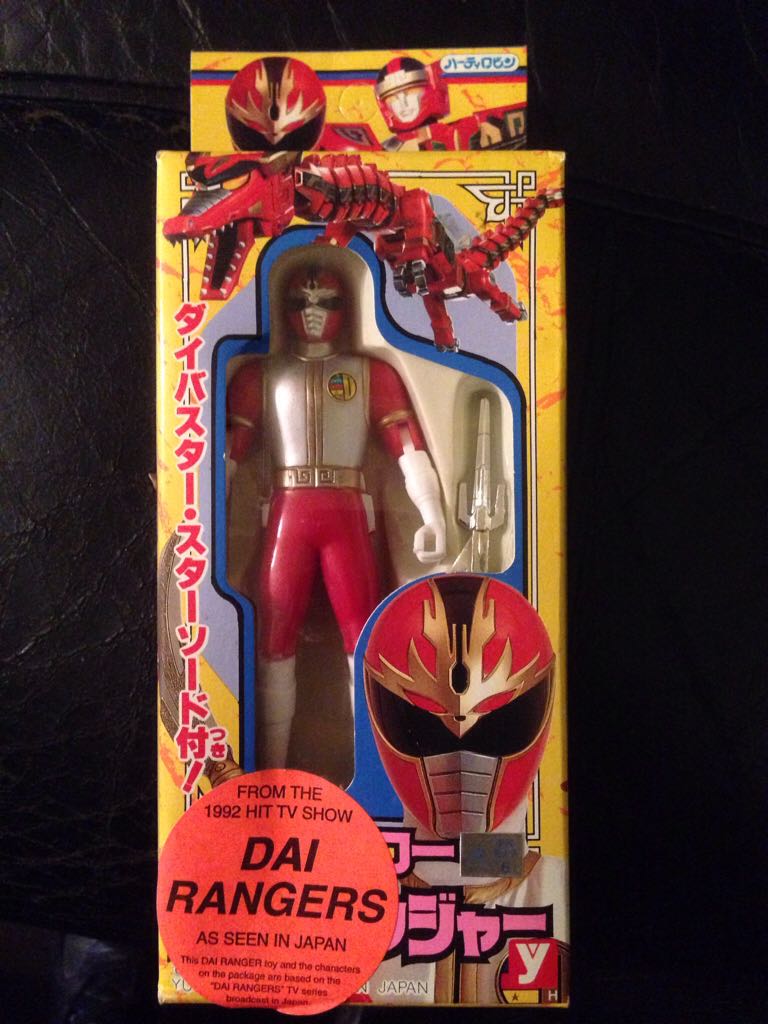 ハーティロビン
ダイバスター・スターソード付！
つき
FROM THE
1992 HIT TV SHOW
DAI
RANGERS
AS SEEN IN JAPAN
This DAI RANGER toy and the characters
on the package are based on the
"DAI RANGERS" TV series
broadcast in Japan.
ロー
ンジャー
y
YU
N JAPAN
H